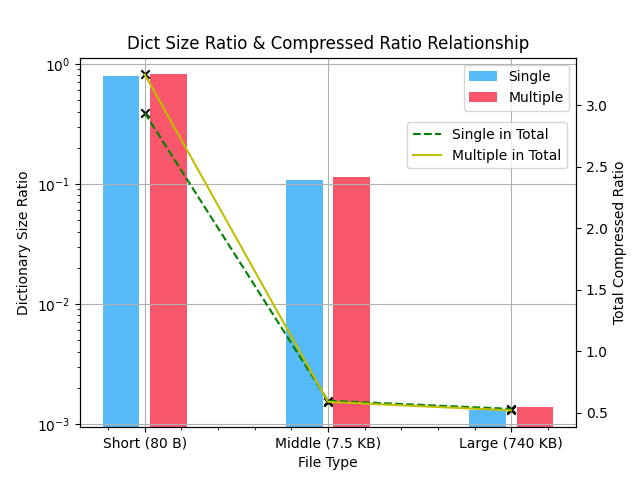 Dict Size Ratio & Compressed Ratio Relationship
Single
Multiple
Single in Total
Multiple in Total
Dictionary Size Ratio
10⁰
10⁻¹
10⁻²
10⁻³
Total Compressed Ratio
3.0
2.5
2.0
1.5
1.0
0.5
Short (80 B)
Middle (7.5 KB)
Large (740 KB)
File Type